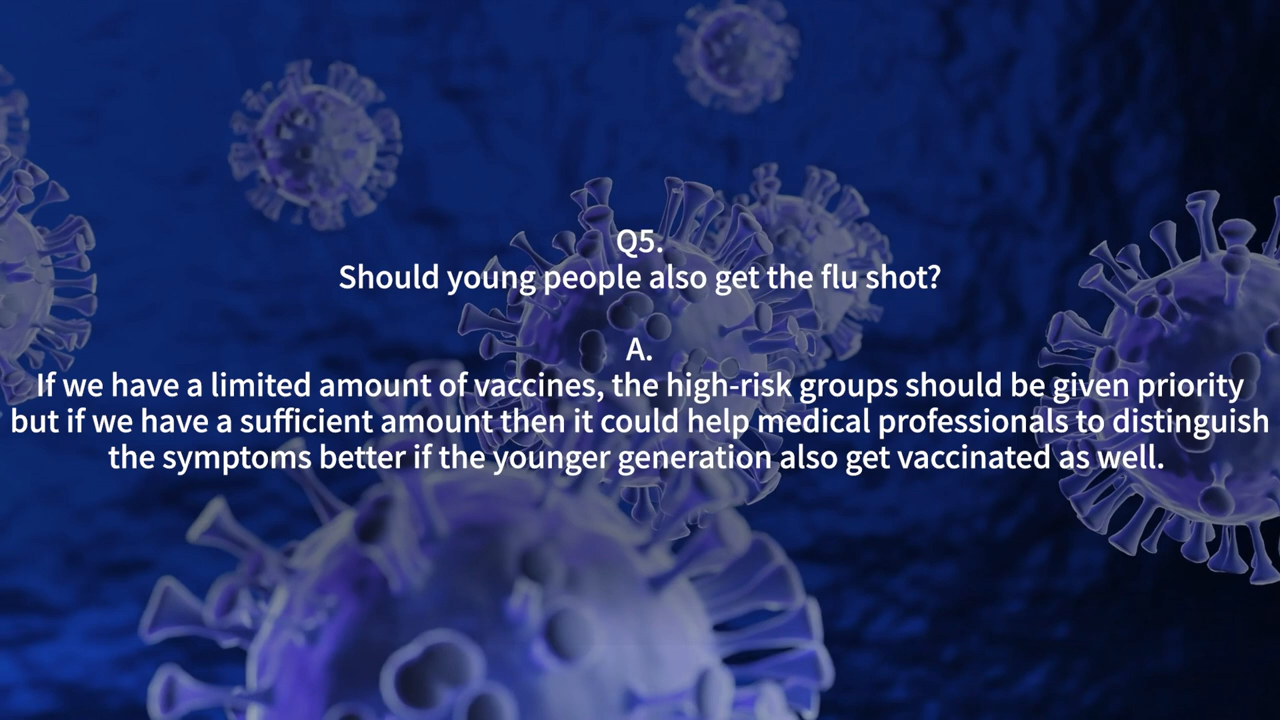 Q5.
Should young people also get the flu shot?
A.
If we have a limited amount of vaccines, the high-risk groups should be given priority
but if we have a sufficient amount then it could help medical professionals to distinguish
the symptoms better if the younger generation also get vaccinated as well.